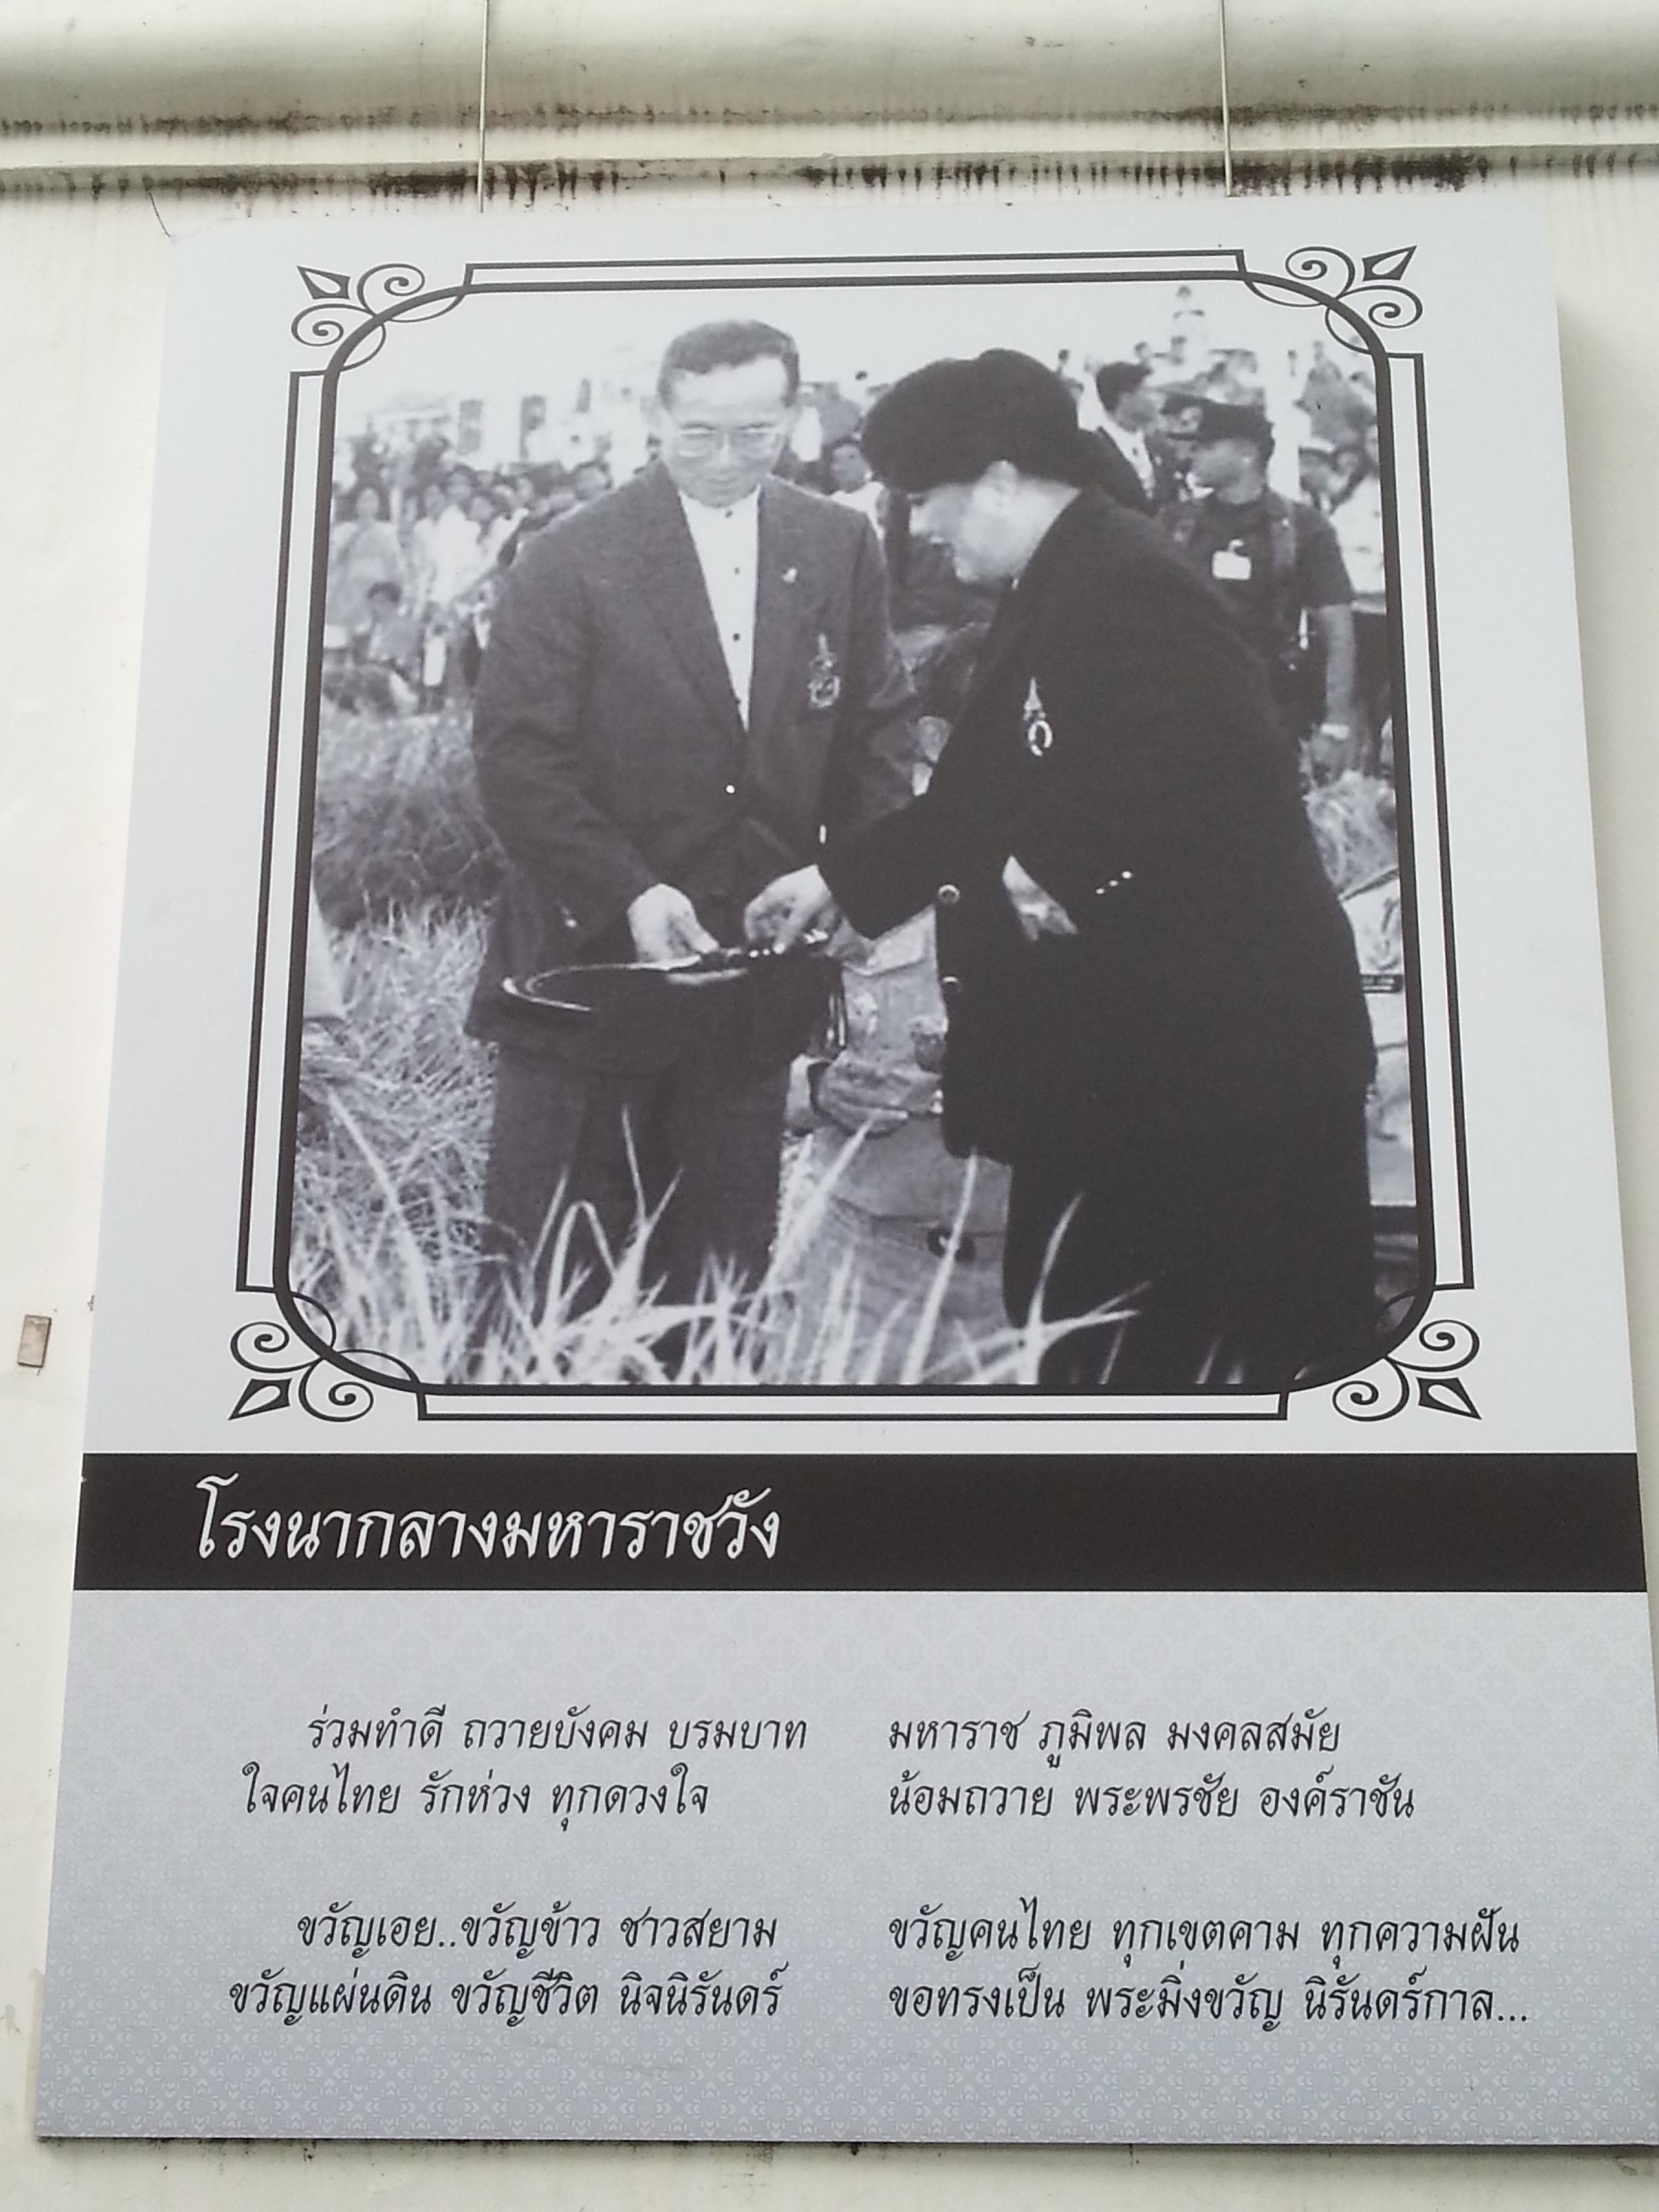 โรงนากลางมหาราชวัง
ร่วมทำดี ถวายบังคม บรมบาท มหาราช ภูมิพล มงคลสมัย
ใจคนไทย รักห่วง ทุกดวงใจ น้อมถวาย พระพรชัย องค์ราชัน
ขวัญเอย..ขวัญข้าว ชาวสยาม ขวัญคนไทย ทุกเขตคาม ทุกความฝัน
ขวัญแผ่นดิน ขวัญชีวิต นิจนิรันดร์ ขอทรงเป็น พระมิ่งขวัญ นิรันดร์กาล...